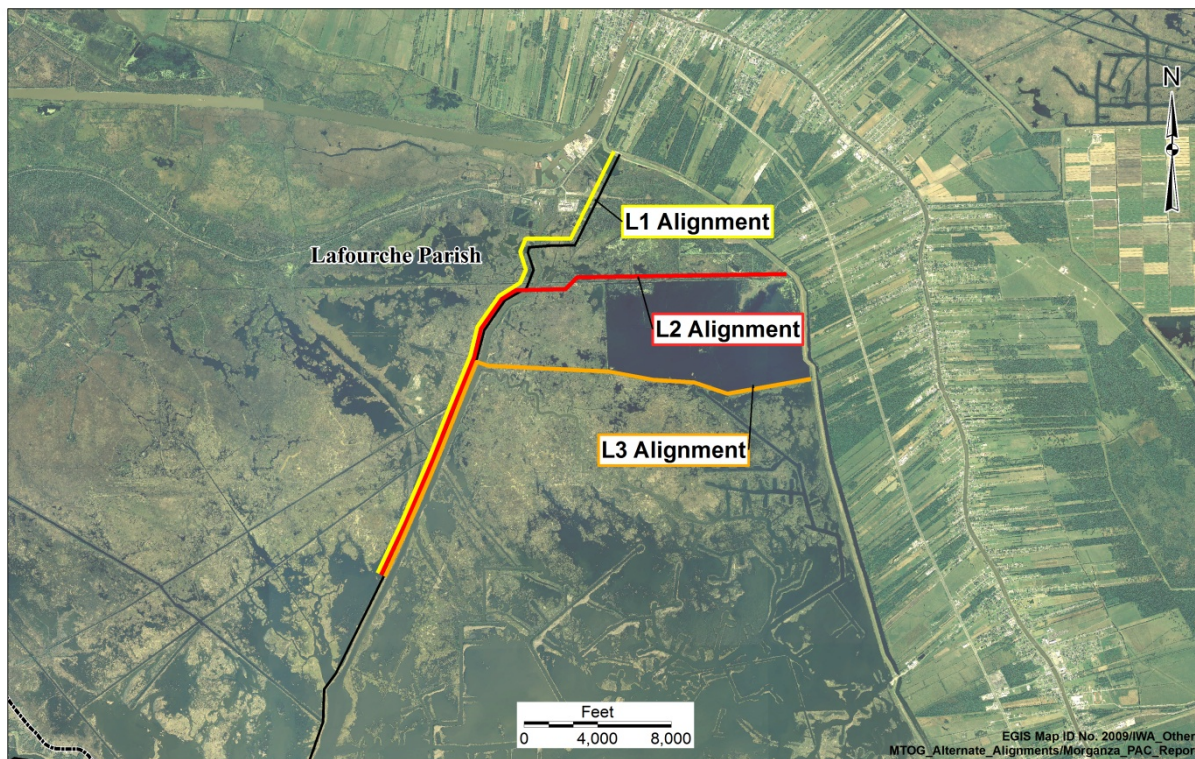 N
L1 Alignment
Lafourche Parish
L2 Alignment
L3 Alignment
Feet
0 4,000 8,000
EGIS Map ID No. 2009/IWA_Other
MTOG_Alternate_Alignments/Morganza_PAC_Repor